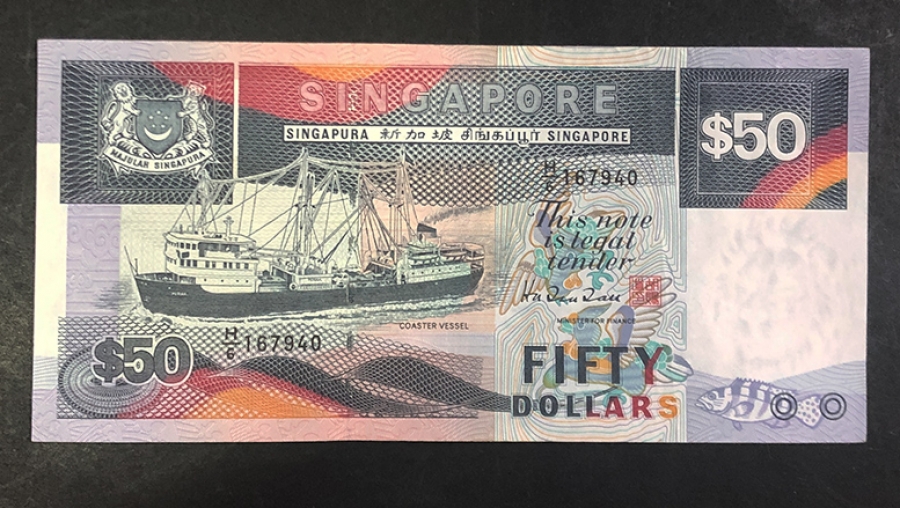 SINGAPORE
SINGAPURA 新加坡 சிங்கப்பூர் SINGAPORE
MAJULAH SINGAPURA
$50
H/6 167940
This note
is legal
tender
MINISTER FOR FINANCE
COASTER VESSEL
$50
H/6 167940
FIFTY
DOLLARS